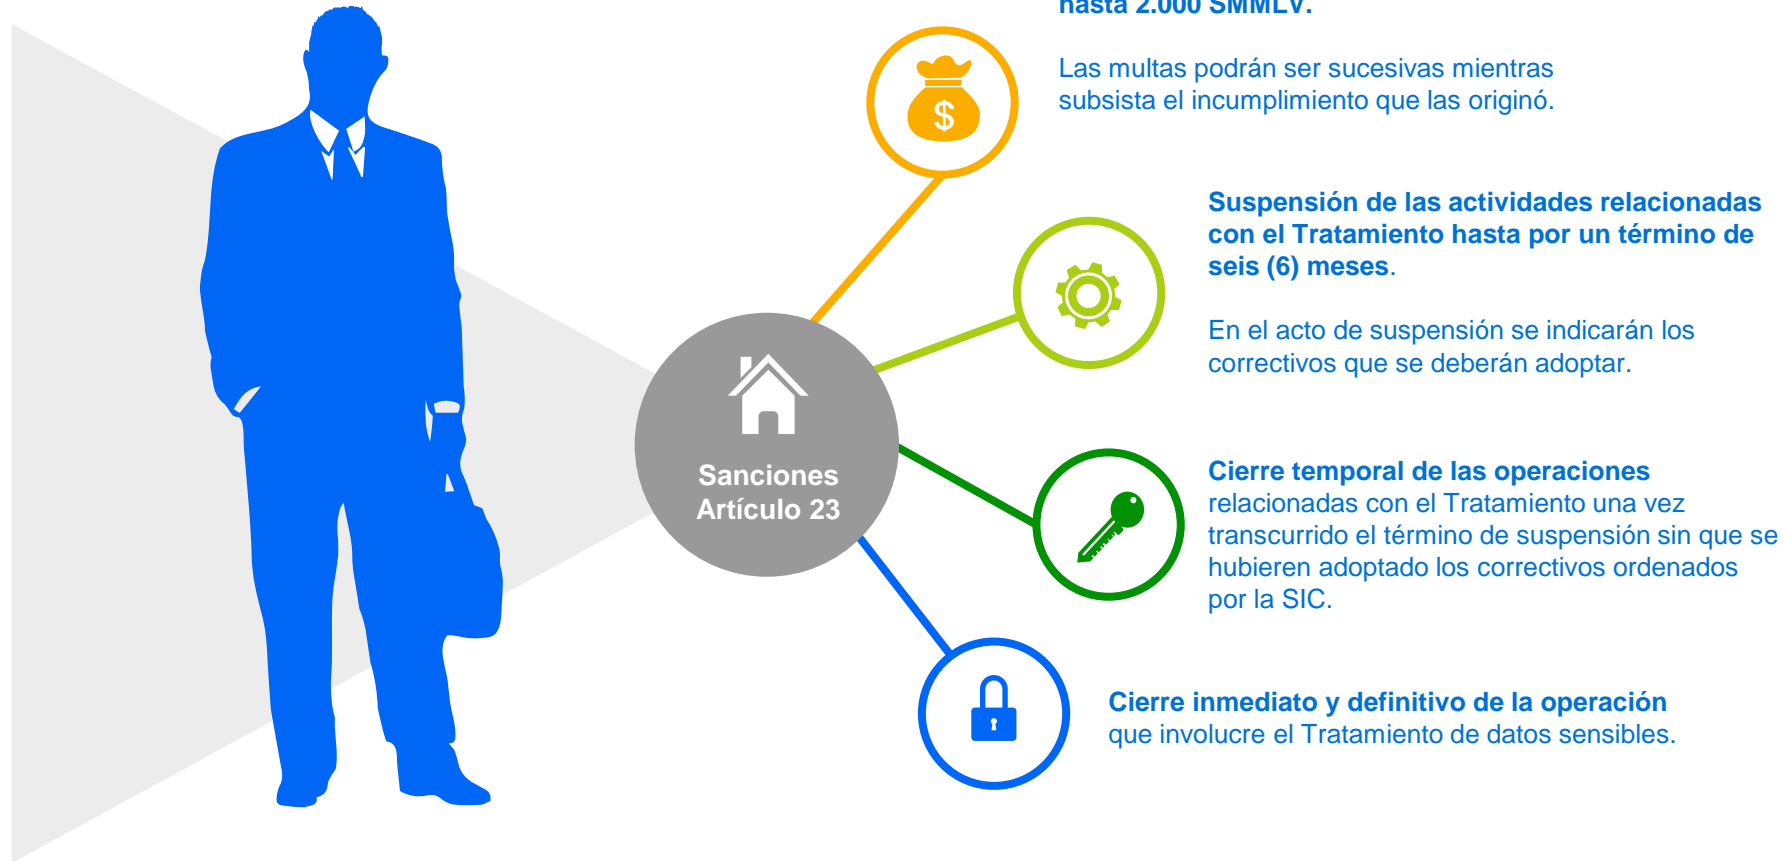 hasta 2.000 SMMLV.
Las multas podrán ser sucesivas mientras
subsista el incumplimiento que las originó.
$
Suspensión de las actividades relacionadas
con el Tratamiento hasta por un término de
seis (6) meses.
En el acto de suspensión se indicarán los
correctivos que se deberán adoptar.
Sanciones
Artículo 23
Cierre temporal de las operaciones
relacionadas con el Tratamiento una vez
transcurrido el término de suspensión sin que se
hubieren adoptado los correctivos ordenados
por la SIC.
Cierre inmediato y definitivo de la operación
que involucre el Tratamiento de datos sensibles.